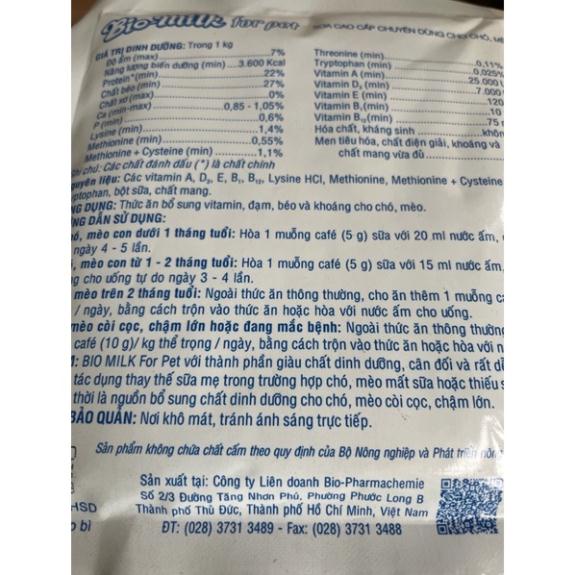 Bio-milk for pet SỮA CAO CẤP CHUYÊN DÙNG CHO CHÓ, MÈ
GIÁ TRỊ DINH DƯỠNG: Trong 1 kg
Độ ẩm (max)............7%
Năng lượng biến dưỡng (min)....3.600 Kcal
Protein*(min)............22%
Chất béo (min)............27%
Chất xơ (max)............0%
Ca (min-max)............0,85 - 1,05%
P (min)............0,6%
Lysine (min)............1,4%
Methionine (min)............0,55%
Methionine + Cysteine (min)............1,1%
Ghi chú: Các chất đánh dấu (*) là chất chính
Threonine (min)
Tryptophan (min)............0,11%
Vitamin A (min)............0,025%
Vitamin D₃ (min)............25.000
Vitamin E (min)............7.000
Vitamin B₁(min)............120
Vitamin B₁₂(min)............10
Hóa chất, kháng sinh............75
Men tiêu hóa, chất điện giải, khoáng và
chất mang vừa đủ
nguyên liệu: Các vitamin A, D₃, E, B₁, B₁₂, Lysine HCl, Methionine, Methionine + Cysteine
yptophan, bột sữa, chất mang.
NG DỤNG: Thức ăn bổ sung vitamin, đạm, béo và khoáng cho chó, mèo.
NG DẪN SỬ DỤNG:
ó, mèo con dưới 1 tháng tuổi: Hòa 1 muỗng café (5 g) sữa với 20 ml nước ấm,
ngày 4 - 5 lần.
, mèo con từ 1 - 2 tháng tuổi: Hòa 1 muỗng café (5 g) sữa với 15 ml nước ấm,
g cho uống tự do ngày 3 - 4 lần.
mèo trên 2 tháng tuổi: Ngoài thức ăn thông thường, cho ăn thêm 1 muỗng ca
/ ngày, bằng cách trộn vào thức ăn hoặc hòa với nước ấm cho uống.
mèo còi cọc, chậm lớn hoặc đang mắc bệnh: Ngoài thức ăn thông thường
café (10 g)/ kg thể trọng / ngày, bằng cách trộn vào thức ăn hoặc hòa với n
M: BIO MILK For Pet với thành phần giàu chất dinh dưỡng, cân đối và rất dễ
tác dụng thay thế sữa mẹ trong trường hợp chó, mèo mất sữa hoặc thiếu s
thời là nguồn bổ sung chất dinh dưỡng cho chó, mèo còi cọc, chậm lớn.
BẢO QUẢN: Nơi khô mát, tránh ánh sáng trực tiếp.
Sản phẩm không chứa chất cấm theo quy định của Bộ Nông nghiệp và Phát triển nông
Sản xuất tại: Công ty Liên doanh Bio-Pharmachemie
Số 2/3 Đường Tăng Nhơn Phú, Phường Phước Long B
HSD
Thành phố Thủ Đức, Thành phố Hồ Chí Minh, Việt Nam
o bì
ĐT: (028) 3731 3489 - Fax: (028) 3731 3488